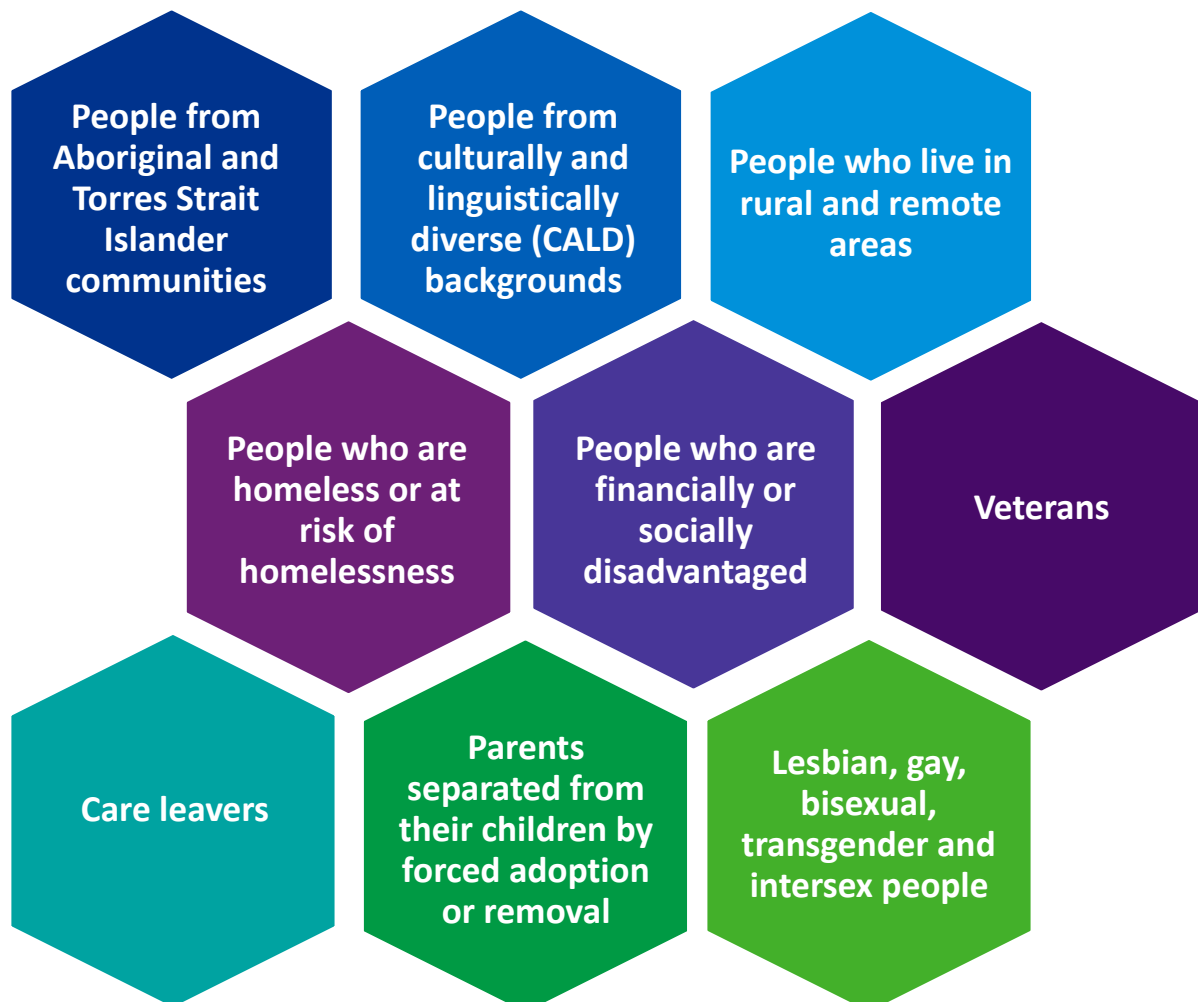 People from
Aboriginal and
Torres Strait
Islander
communities
People from
culturally and
linguistically
diverse (CALD)
backgrounds
People who live in
rural and remote
areas
People who are
homeless or at
risk of
homelessness
People who are
financially or
socially
disadvantaged
Veterans
Care leavers
Parents
separated from
their children by
forced adoption
or removal
Lesbian, gay,
bisexual,
transgender and
intersex people